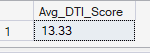 Avg_DTI_Score
1 13.33